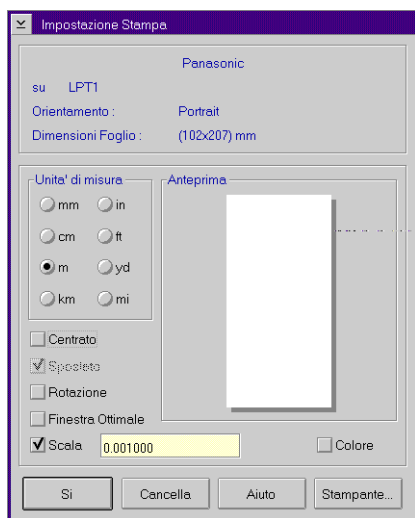 Impostazione Stampa
Panasonic
su LPT1
Orientamento : Portrait
Dimensioni Foglio : (102x207) mm
Unita' di misura
mm in
cm ft
m yd
km mi
Anteprima
Centrato
Sposleto
Rotazione
Finestra Ottimale
Scala 0.001000 Colore
Si Cancella Aiuto Stampante...